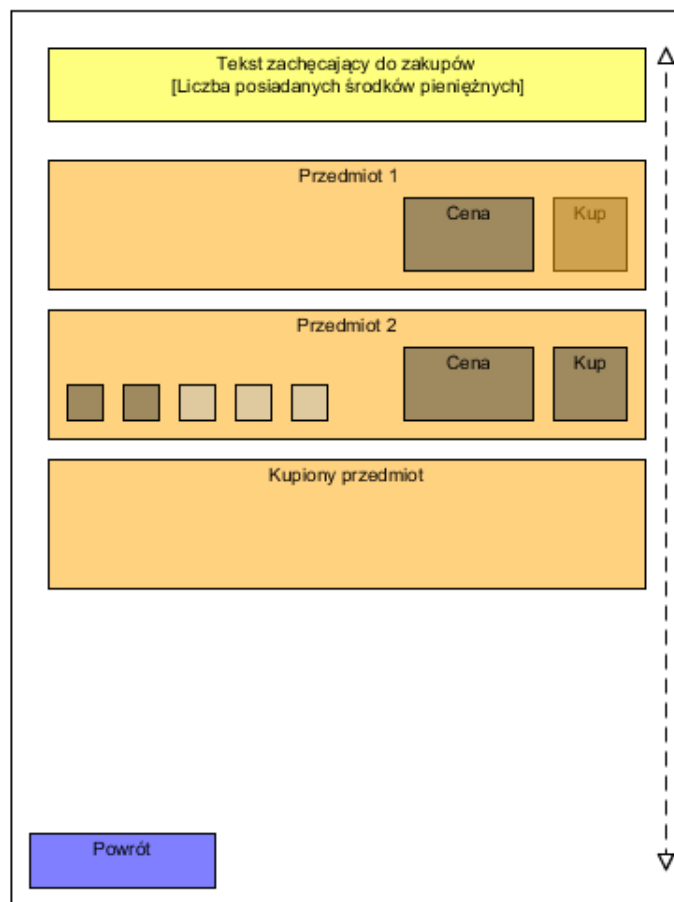 Tekst zachęcający do zakupów
[Liczba posiadanych środków pieniężnych]
Przedmiot 1
Cena
Kup
Przedmiot 2
Cena
Kup
Kupiony przedmiot
Powrót